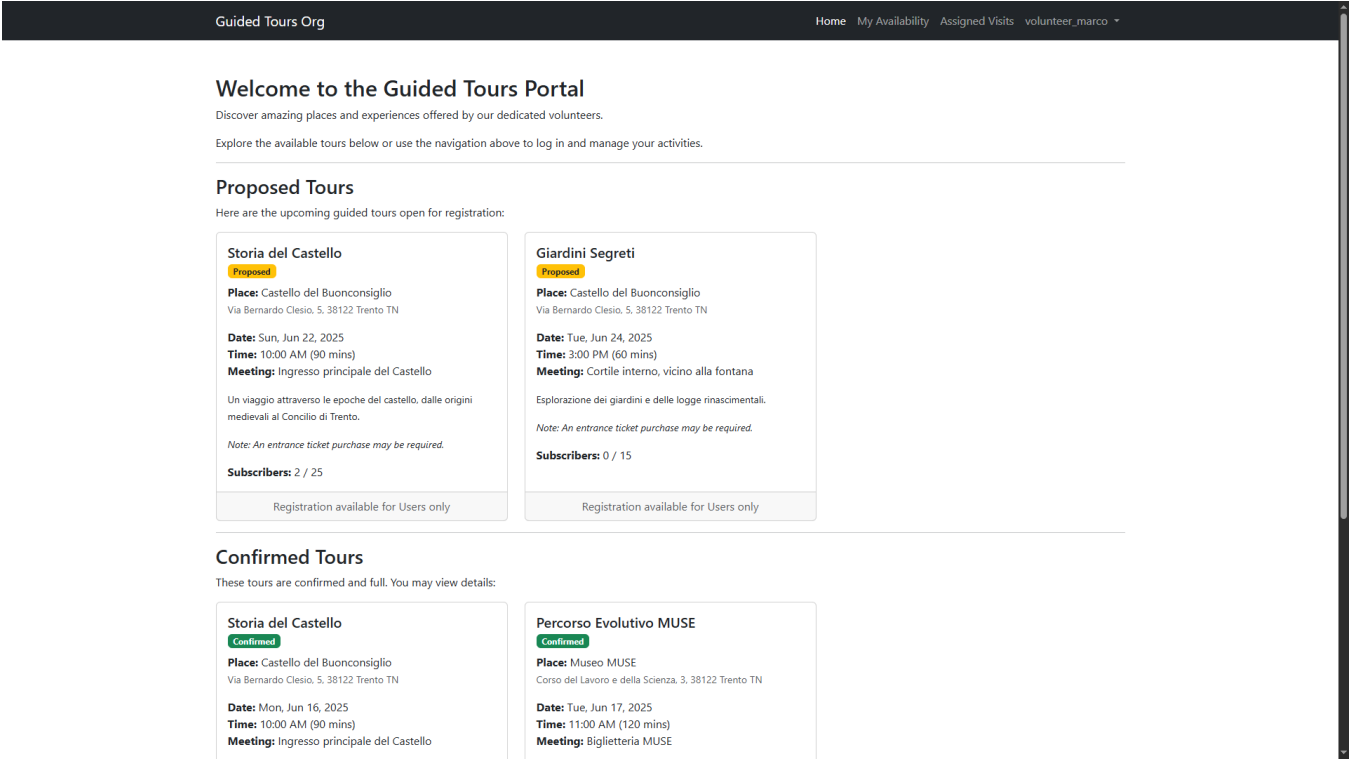 Guided Tours Org
Home My Availability Assigned Visits volunteer_marco
Welcome to the Guided Tours Portal
Discover amazing places and experiences offered by our dedicated volunteers.
Explore the available tours below or use the navigation above to log in and manage your activities.
Proposed Tours
Here are the upcoming guided tours open for registration:
Storia del Castello
Proposed
Place: Castello del Buonconsiglio
Via Bernardo Clesio, 5, 38122 Trento TN
Date: Sun, Jun 22, 2025
Time: 10:00 AM (90 mins)
Meeting: Ingresso principale del Castello
Un viaggio attraverso le epoche del castello, dalle origini
medievali al Concilio di Trento.
Note: An entrance ticket purchase may be required.
Subscribers: 2 / 25
Registration available for Users only
Giardini Segreti
Proposed
Place: Castello del Buonconsiglio
Via Bernardo Clesio, 5, 38122 Trento TN
Date: Tue, Jun 24, 2025
Time: 3:00 PM (60 mins)
Meeting: Cortile interno, vicino alla fontana
Esplorazione dei giardini e delle logge rinascimentali.
Note: An entrance ticket purchase may be required.
Subscribers: 0 / 15
Registration available for Users only
Confirmed Tours
These tours are confirmed and full. You may view details:
Storia del Castello
Confirmed
Place: Castello del Buonconsiglio
Via Bernardo Clesio, 5, 38122 Trento TN
Date: Mon, Jun 16, 2025
Time: 10:00 AM (90 mins)
Meeting: Ingresso principale del Castello
Percorso Evolutivo MUSE
Confirmed
Place: Museo MUSE
Corso del Lavoro e della Scienza, 3, 38122 Trento TN
Date: Tue, Jun 17, 2025
Time: 11:00 AM (120 mins)
Meeting: Biglietteria MUSE